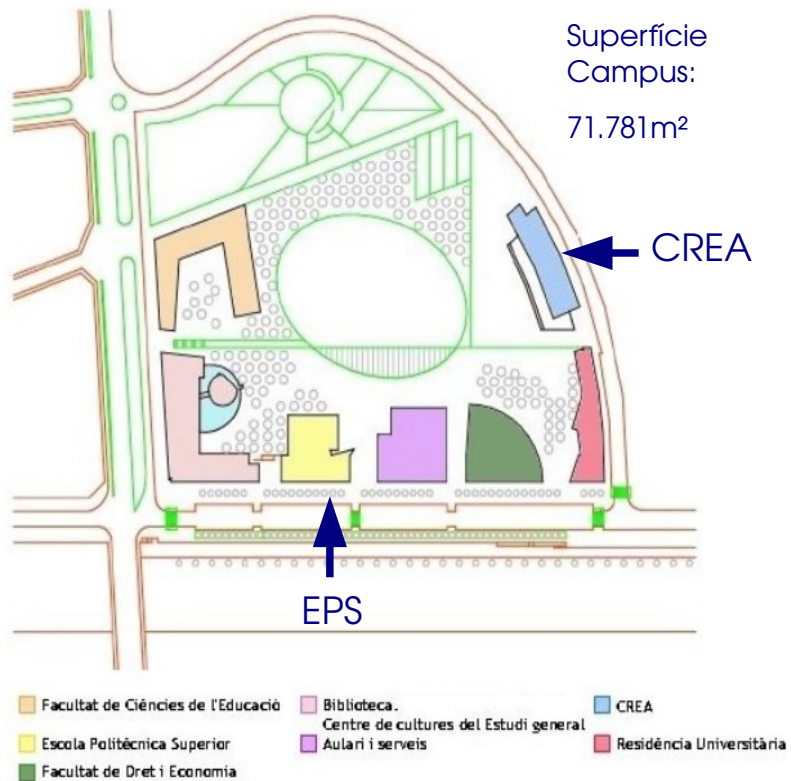 Superfície
Campus:
71.781m²
CREA
EPS
Facultat de Ciències de l'Educació
Biblioteca.
Centre de cultures del Estudi general
CREA
Escola Politècnica Superior
Aulari i serveis
Residència Universitària
Facultat de Dret i Economia